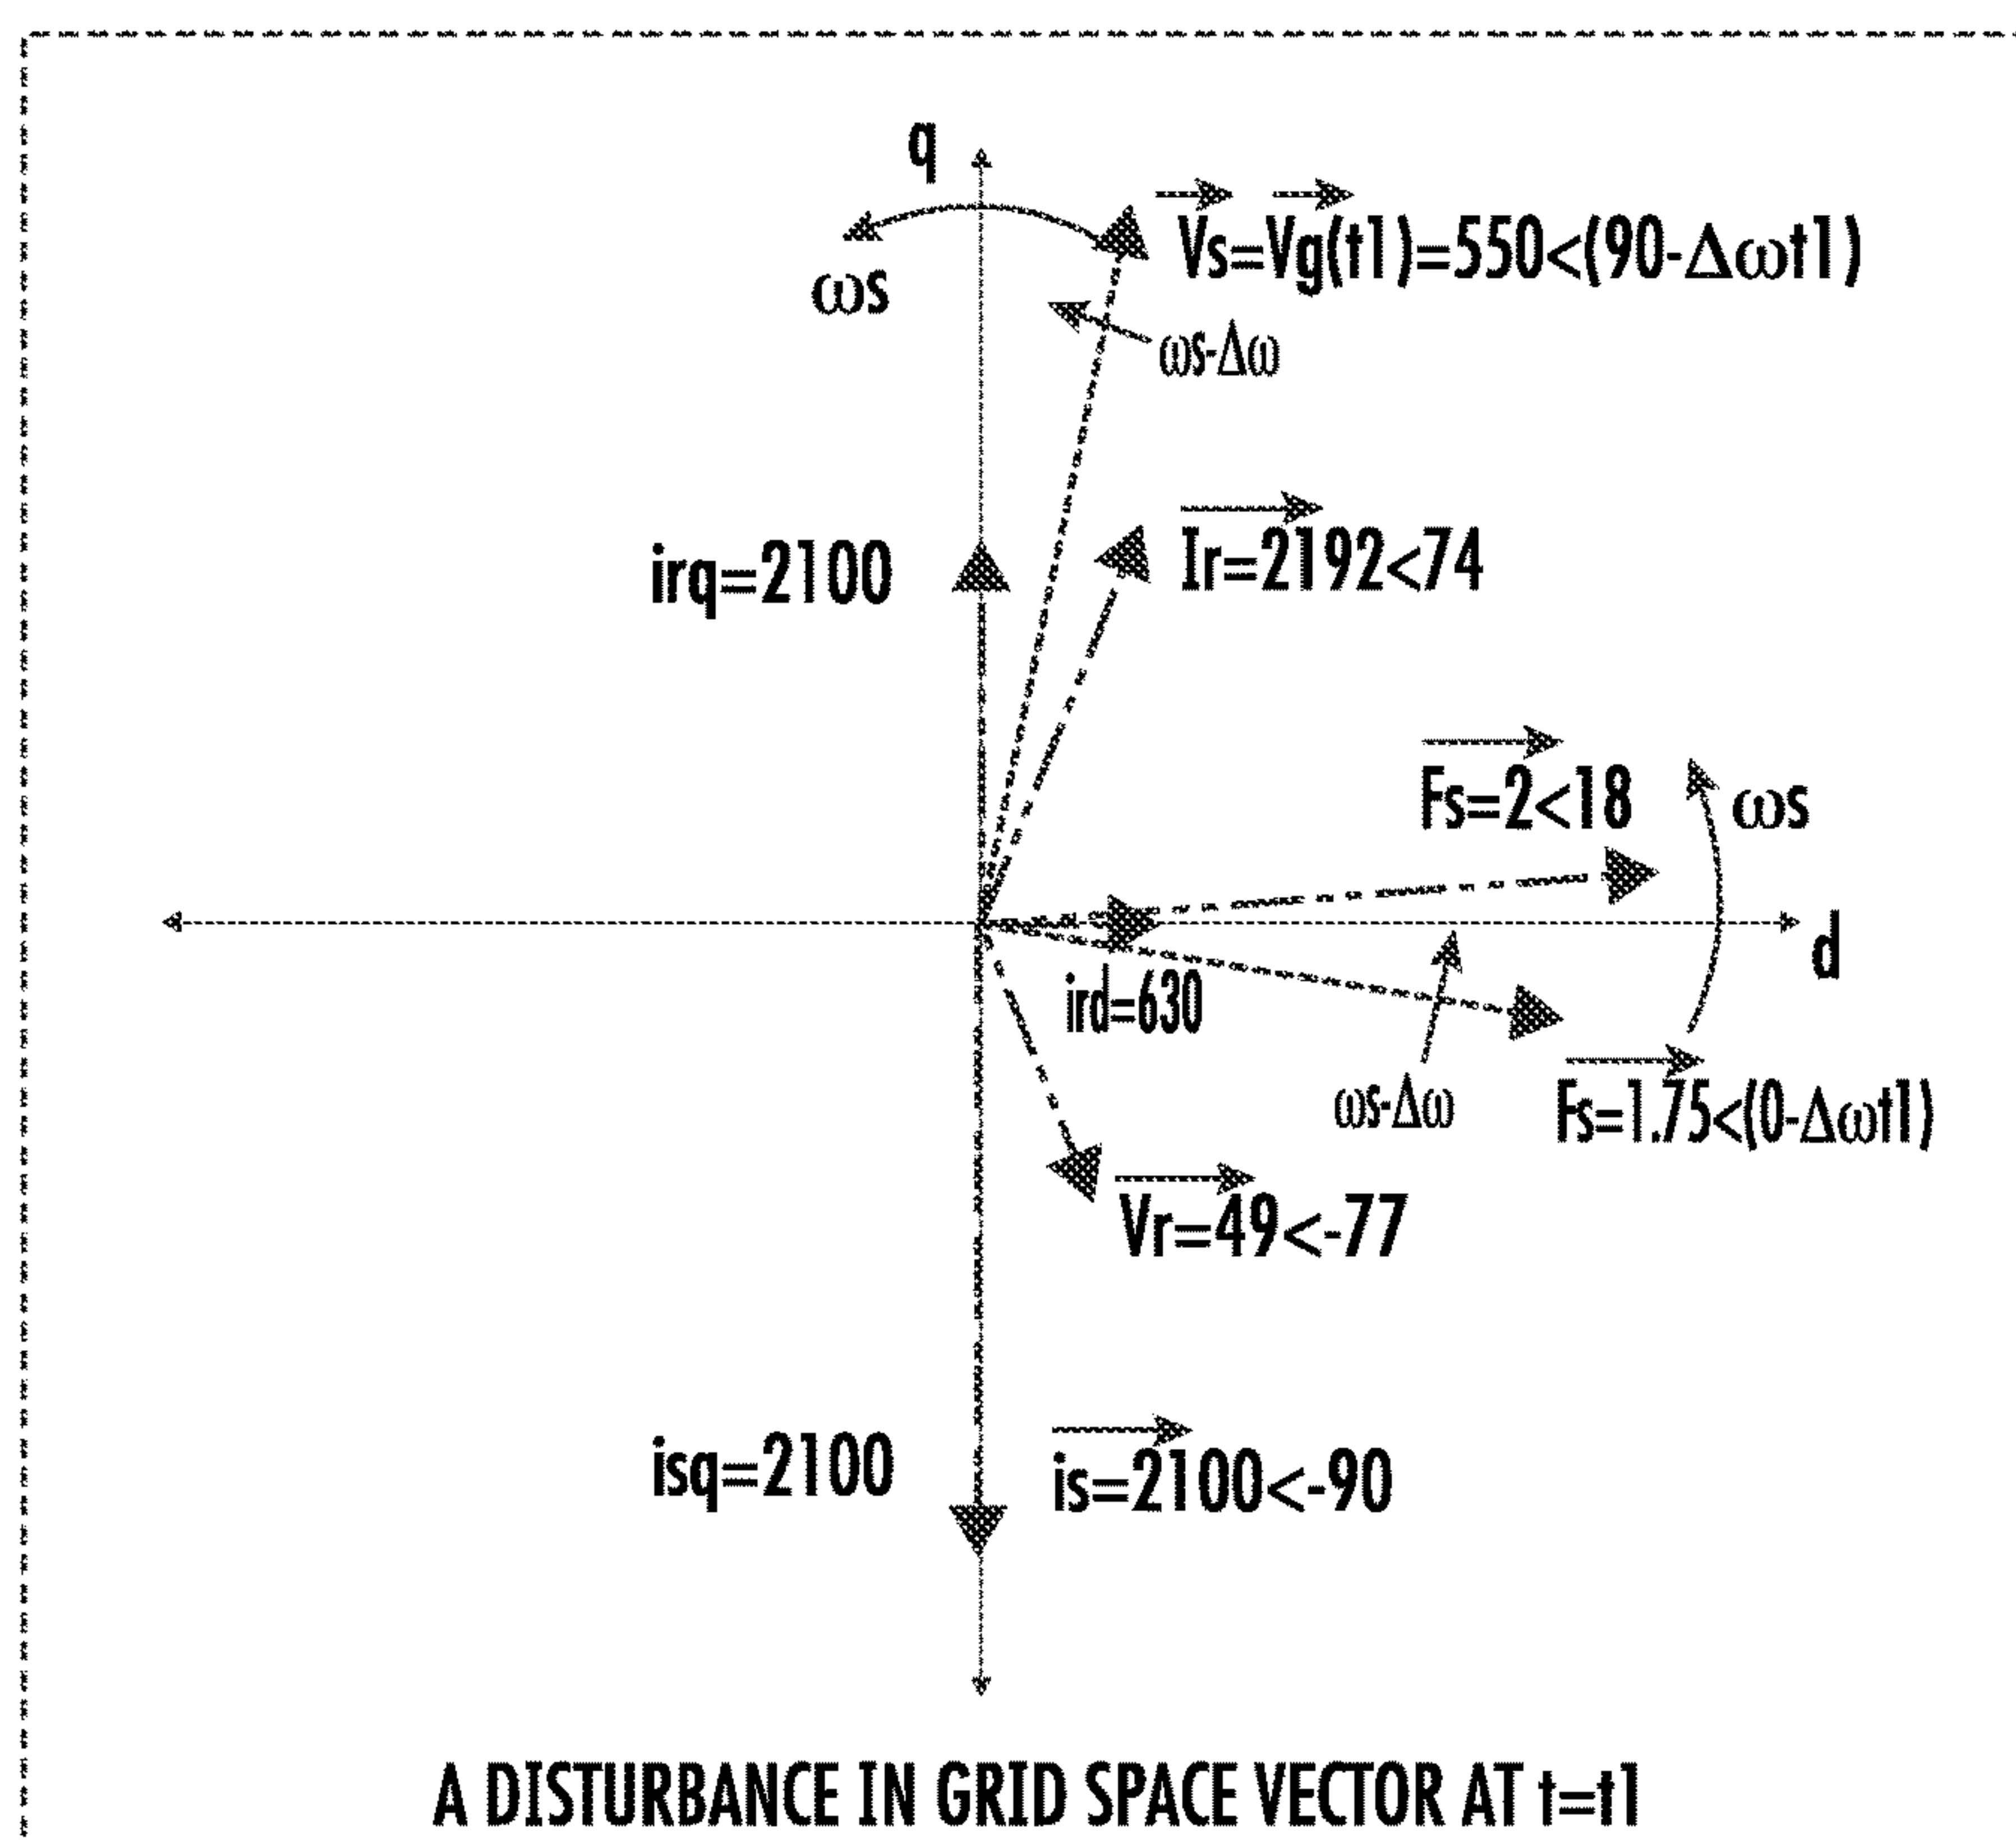 q
Vs=Vg(t1)=550<(90-Δωt1)
ωs
ωs-Δω
irq=2100
Ir=2192<74
Fs=2<18
ωs
d
ird=630
ωs-Δω
Fs=1.75<(0-Δωt1)
Vr=49<-77
isq=2100
is=2100<-90
A DISTURBANCE IN GRID SPACE VECTOR AT t=t1